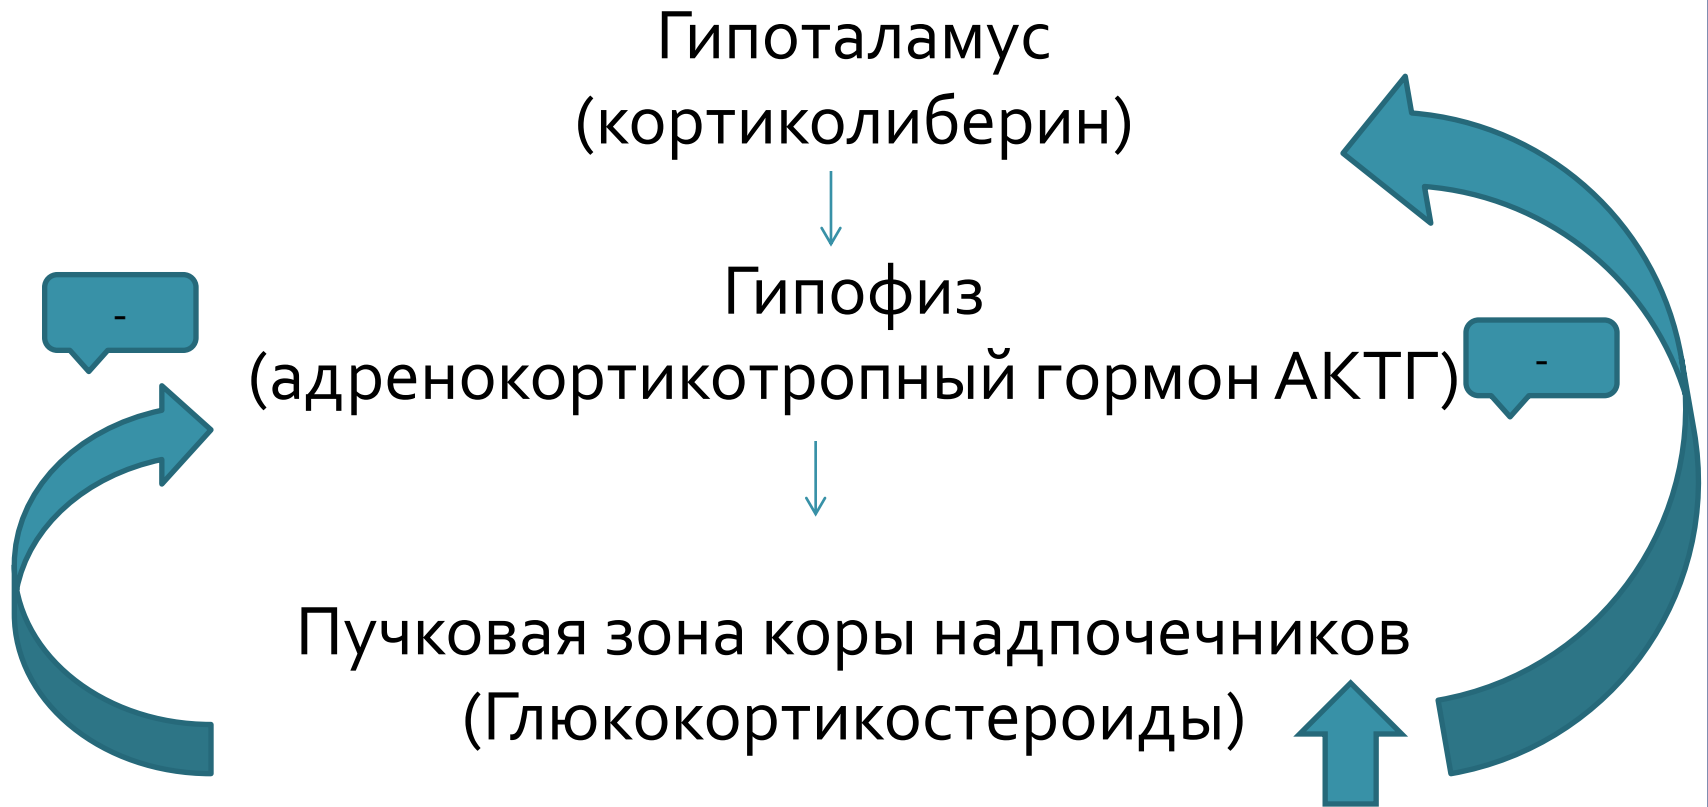 Гипоталамус
(кортиколиберин)
Гипофиз
-
(адренокортикотропный гормон АКТГ)
-
Пучковая зона коры надпочечников
(Глюкокортикостероиды)